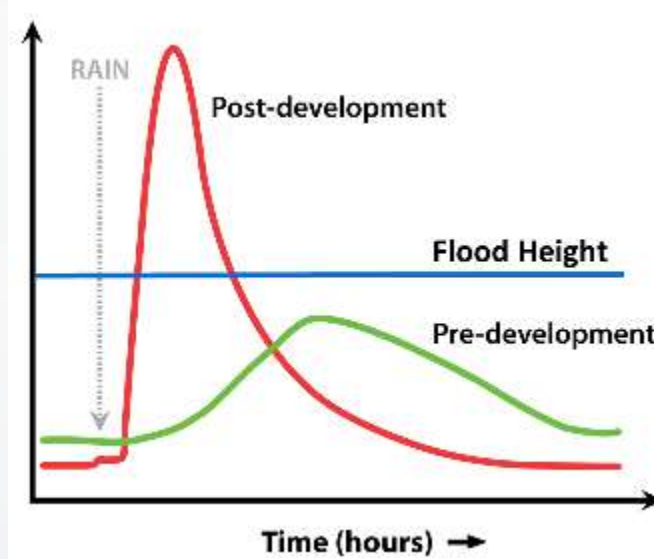 RAIN
Post-development
Flood Height
Pre-development
Time (hours)